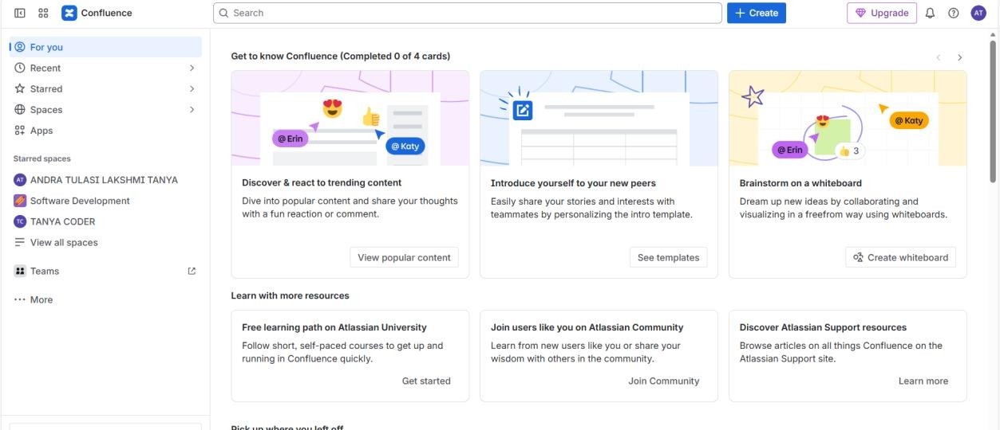 Confluence
Search
Create
Upgrade
AT
For you
Recent
Starred
Spaces
Apps
Starred spaces
AT ANDRA TULASI LAKSHMI TANYA
Software Development
TC TANYA CODER
View all spaces
Teams
More
Get to know Confluence (Completed 0 of 4 cards)
@Erin
@Katy
Discover & react to trending content
Dive into popular content and share your thoughts
with a fun reaction or comment.
View popular content
Introduce yourself to your new peers
Easily share your stories and interests with
teammates by personalizing the intro template.
See templates
@Katy
@Erin
3
Brainstorm on a whiteboard
Dream up new ideas by collaborating and
visualizing in a freefrom way using whiteboards.
Create whiteboard
Learn with more resources
Free learning path on Atlassian University
Follow short, self-paced courses to get up and
running in Confluence quickly.
Get started
Join users like you on Atlassian Community
Learn from new users like you or share your
wisdom with others in the community.
Join Community
Discover Atlassian Support resources
Browse articles on all things Confluence on the
Atlassian Support site.
Learn more
Pick up where you left off